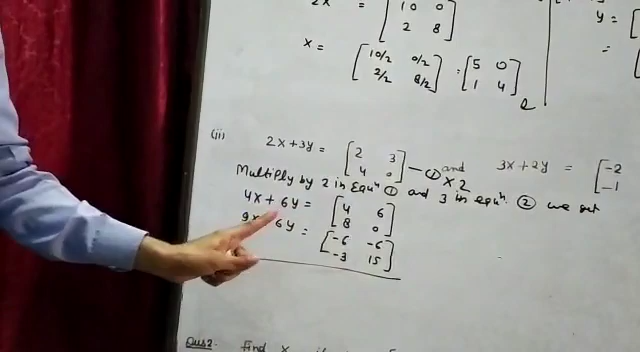 2X = [10 0
2 8]
X = [10/2 0/2
2/2 8/2] = [5 0
1 4]
y = [
= [
(ii) 2X+3y = [2 3
4 0] — ① and 3X+2y = [-2
-1
×2
Multiply by 2 in Equⁿ ① and 3 in equⁿ. ② we get
4X + 6y = [4 6
8 0]
9X 6y = [-6 -6
-3 15]
Ques2. Find X